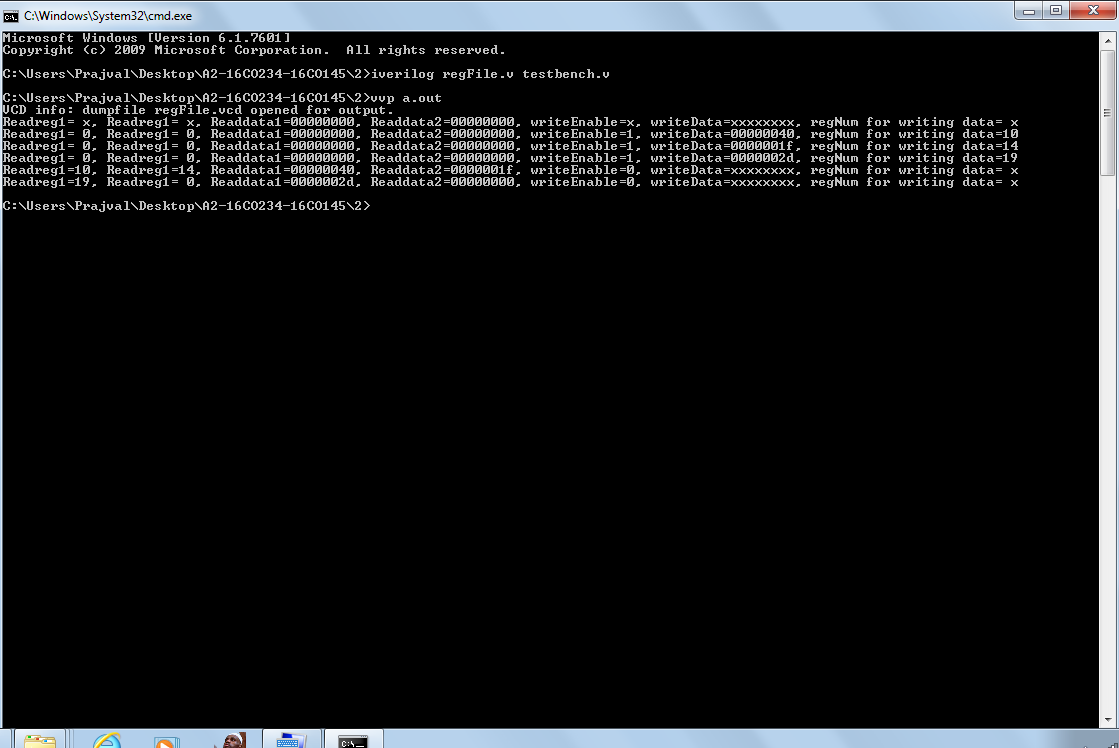 C:\Windows\System32\cmd.exe
Microsoft Windows [Version 6.1.7601]
Copyright (c) 2009 Microsoft Corporation.  All rights reserved.
C:\Users\Prajval\Desktop\A2-16CO234-16CO145\2>iverilog regFile.v testbench.v
C:\Users\Prajval\Desktop\A2-16CO234-16CO145\2>vvp a.out
VCD info: dumpfile regFile.vcd opened for output.
Readreg1= x, Readreg1= x, Readdata1=00000000, Readdata2=00000000, writeEnable=x, writeData=xxxxxxxx, regNum for writing data= x
Readreg1= 0, Readreg1= 0, Readdata1=00000000, Readdata2=00000000, writeEnable=1, writeData=00000040, regNum for writing data=10
Readreg1= 0, Readreg1= 0, Readdata1=00000000, Readdata2=00000000, writeEnable=1, writeData=0000001f, regNum for writing data=14
Readreg1= 0, Readreg1= 0, Readdata1=00000000, Readdata2=00000000, writeEnable=1, writeData=0000002d, regNum for writing data=19
Readreg1=10, Readreg1=14, Readdata1=00000040, Readdata2=0000001f, writeEnable=0, writeData=xxxxxxxx, regNum for writing data= x
Readreg1=19, Readreg1= 0, Readdata1=0000002d, Readdata2=00000000, writeEnable=0, writeData=xxxxxxxx, regNum for writing data= x
C:\Users\Prajval\Desktop\A2-16CO234-16CO145\2>